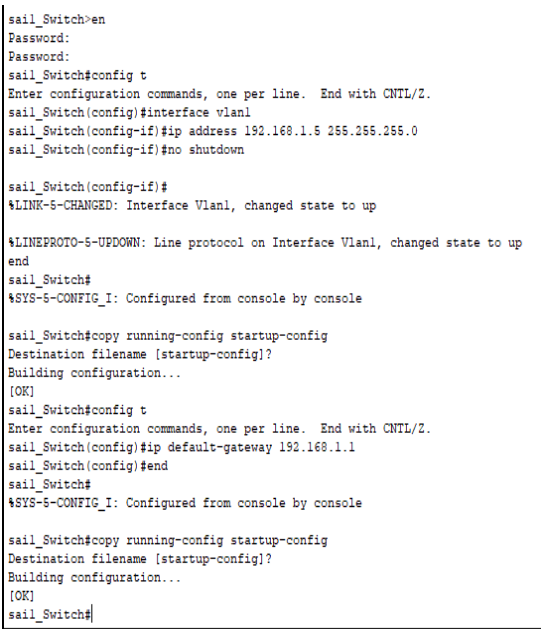 sail_Switch>en
Password:
Password:
sail_Switch#config t
Enter configuration commands, one per line.  End with CNTL/Z.
sail_Switch(config)#interface vlan1
sail_Switch(config-if)#ip address 192.168.1.5 255.255.255.0
sail_Switch(config-if)#no shutdown
sail_Switch(config-if)#
%LINK-5-CHANGED: Interface Vlan1, changed state to up
%LINEPROTO-5-UPDOWN: Line protocol on Interface Vlan1, changed state to up
end
sail_Switch#
%SYS-5-CONFIG_I: Configured from console by console
sail_Switch#copy running-config startup-config
Destination filename [startup-config]?
Building configuration...
[OK]
sail_Switch#config t
Enter configuration commands, one per line.  End with CNTL/Z.
sail_Switch(config)#ip default-gateway 192.168.1.1
sail_Switch(config)#end
sail_Switch#
%SYS-5-CONFIG_I: Configured from console by console
sail_Switch#copy running-config startup-config
Destination filename [startup-config]?
Building configuration...
[OK]
sail_Switch#